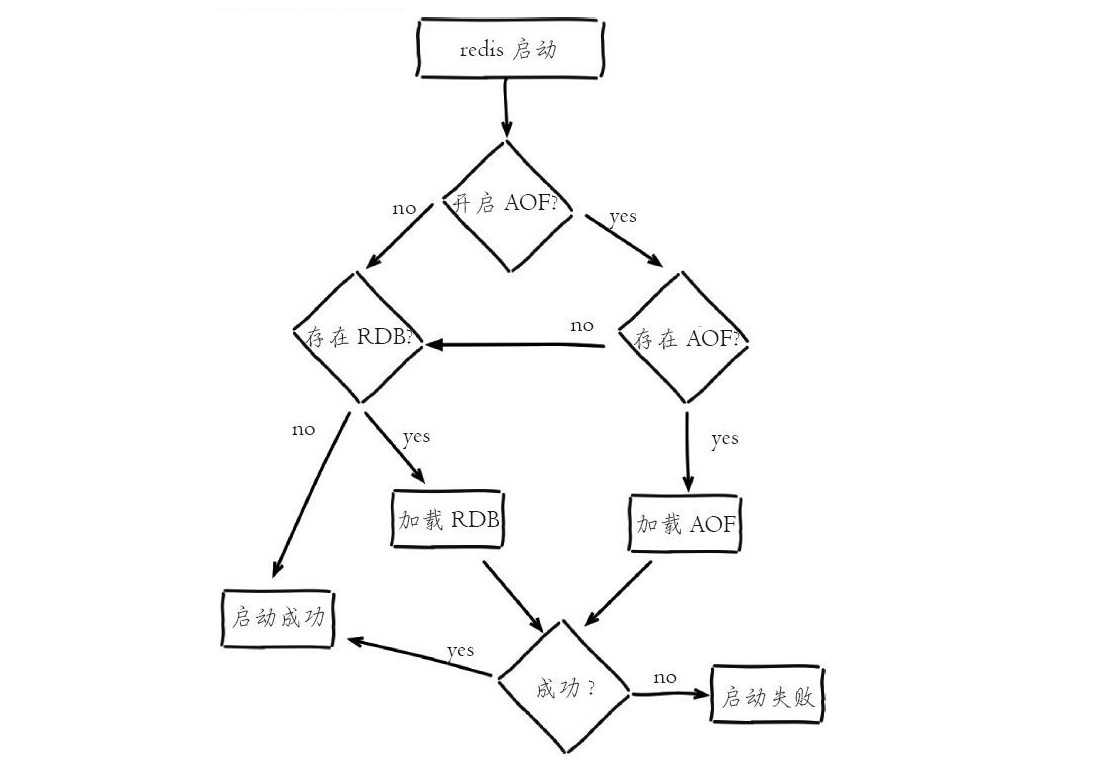 redis 启动
开启 AOF?
no
yes
存在 RDB?
no
存在 AOF?
no
yes
yes
加载 RDB
加载 AOF
启动成功
yes
成功？
no
启动失败